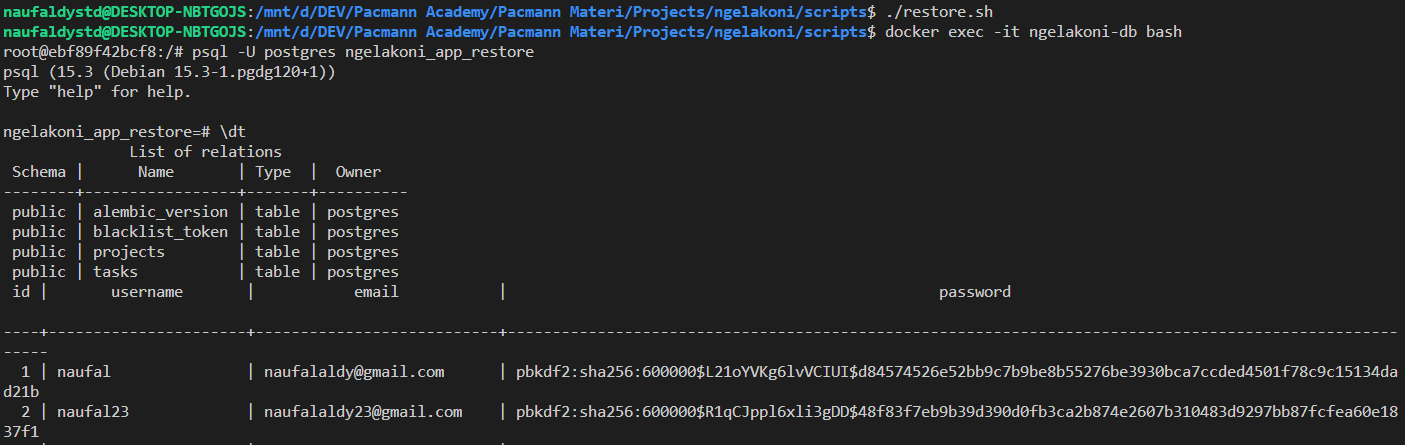 naufaldystd@DESKTOP-NBTGOJS:/mnt/d/DEV/Pacmann Academy/Pacmann Materi/Projects/ngelakoni/scripts$ ./restore.sh
naufaldystd@DESKTOP-NBTGOJS:/mnt/d/DEV/Pacmann Academy/Pacmann Materi/Projects/ngelakoni/scripts$ docker exec -it ngelakoni-db bash
root@ebf89f42bcf8:/# psql -U postgres ngelakoni_app_restore
psql (15.3 (Debian 15.3-1.pgdg120+1))
Type "help" for help.

ngelakoni_app_restore=# \dt
              List of relations
 Schema |      Name       | Type  |  Owner
--------+-----------------+-------+----------
 public | alembic_version | table | postgres
 public | blacklist_token | table | postgres
 public | projects        | table | postgres
 public | tasks           | table | postgres
 id |       username       |           email           |                                                password

----+----------------------+---------------------------+-----------------------------------------------------------------------------------------------
-----
  1 | naufal               | naufalaldy@gmail.com      | pbkdf2:sha256:600000$L21oYVKg6lvVCIUI$d84574526e52bb9c7b9be8b55276be3930bca7ccded4501f78c9c15134da
d21b
  2 | naufal23             | naufalaldy23@gmail.com    | pbkdf2:sha256:600000$R1qCJppl6xli3gDD$48f83f7eb9b39d390d0fb3ca2b874e2607b310483d9297bb87fcfea60e18
37f1